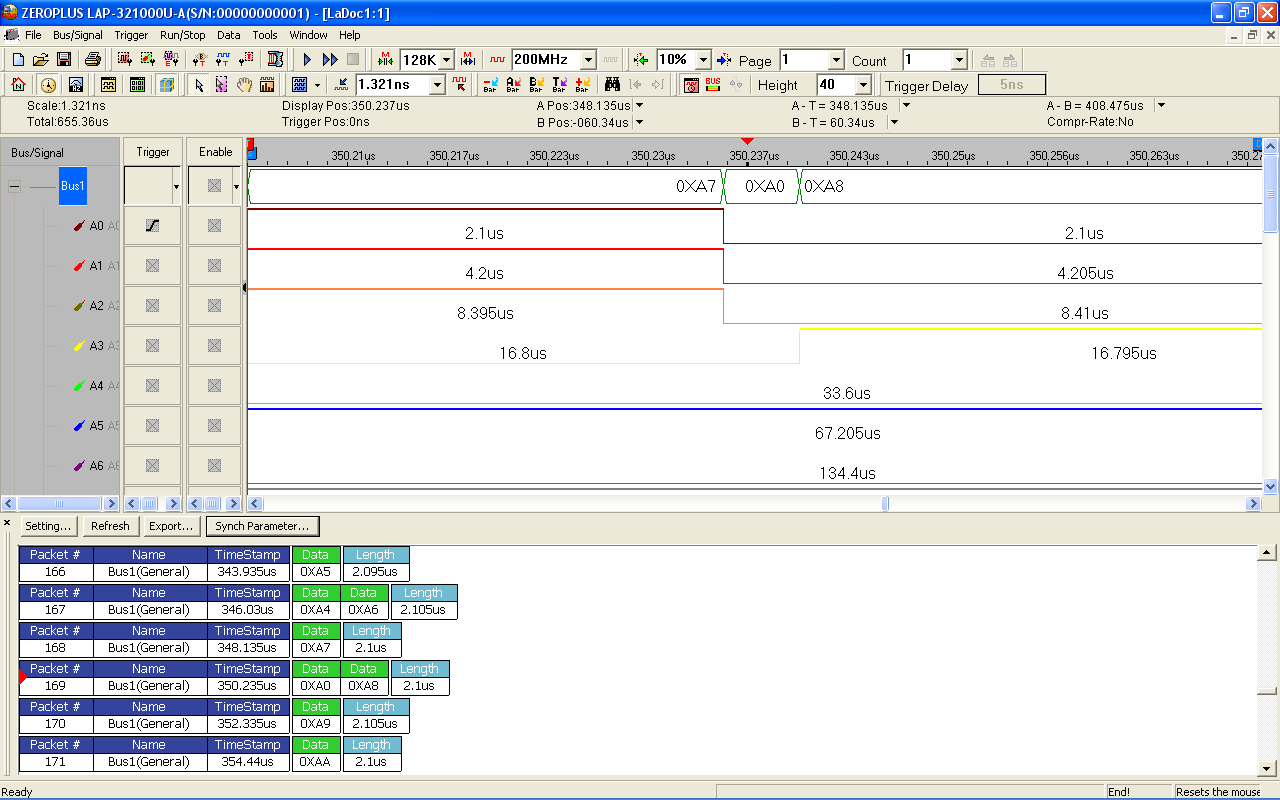 ZEROPLUS LAP-321000U-A(S/N:00000000001) - [LaDoc1:1]
File Bus/Signal Trigger Run/Stop Data Tools Window Help
128K 200MHz 10% Page 1 Count 1
1.321ns Bar Bar Bar Bar Bar BUS Height 40 Trigger Delay 5ns
Scale:1.321ns Display Pos:350.237us A Pos:348.135us A - T = 348.135us A - B = 408.475us
Total:655.36us Trigger Pos:0ns B Pos:-060.34us B - T = 60.34us Compr-Rate:No
Bus/Signal Trigger Enable
350.21us 350.217us 350.223us 350.23us 350.237us 350.243us 350.25us 350.256us 350.263us 350.27
Bus1 0XA7 0XA0 0XA8
A0 A0 2.1us 2.1us
A1 A1 4.2us 4.205us
A2 A2 8.395us 8.41us
A3 A3 16.8us 16.795us
A4 A4 33.6us
A5 A5 67.205us
A6 A6 134.4us
Setting... Refresh Export... Synch Parameter...
Packet # Name TimeStamp Data Length
166 Bus1(General) 343.935us 0XA5 2.095us
Packet # Name TimeStamp Data Data Length
167 Bus1(General) 346.03us 0XA4 0XA6 2.105us
Packet # Name TimeStamp Data Length
168 Bus1(General) 348.135us 0XA7 2.1us
Packet # Name TimeStamp Data Data Length
169 Bus1(General) 350.235us 0XA0 0XA8 2.1us
Packet # Name TimeStamp Data Length
170 Bus1(General) 352.335us 0XA9 2.105us
Packet # Name TimeStamp Data Length
171 Bus1(General) 354.44us 0XAA 2.1us
Ready End! Resets the mouse